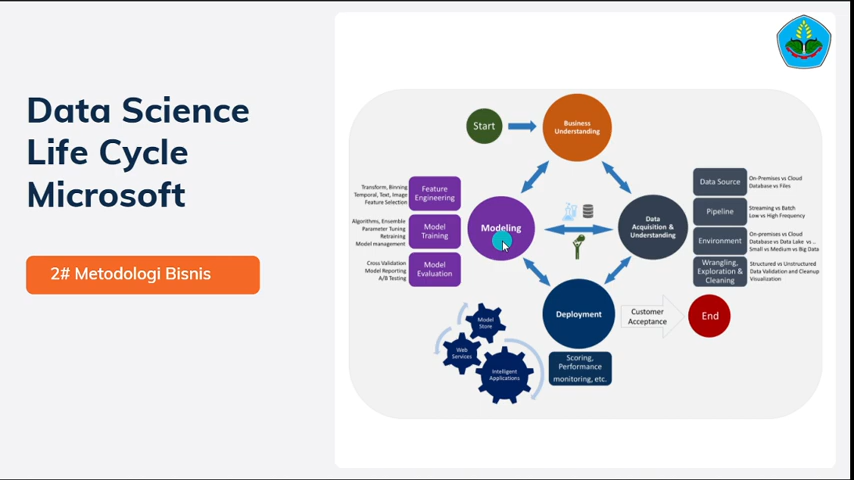 Data Science
Life Cycle
Microsoft
2# Metodologi Bisnis
Start
Business
Understanding
Transform, Binning
Temporal, Text, Image
Feature Selection
Feature
Engineering
Algorithms, Ensemble
Parameter Tuning
Retraining
Model management
Model
Training
Cross Validation
Model Reporting
A/B Testing
Model
Evaluation
Modeling
Data
Acquisition &
Understanding
Data Source
On-Premises vs Cloud
Database vs Files
Pipeline
Streaming vs Batch
Low vs High Frequency
Environment
On-premises vs Cloud
Database vs Data Lake vs ..
Small vs Medium vs Big Data
Wrangling,
Exploration &
Cleaning
Structured vs Unstructured
Data Validation and Cleanup
Visualization
Deployment
Customer
Acceptance
End
Scoring,
Performance
monitoring, etc.
Model
Store
Web
Services
Intelligent
Applications